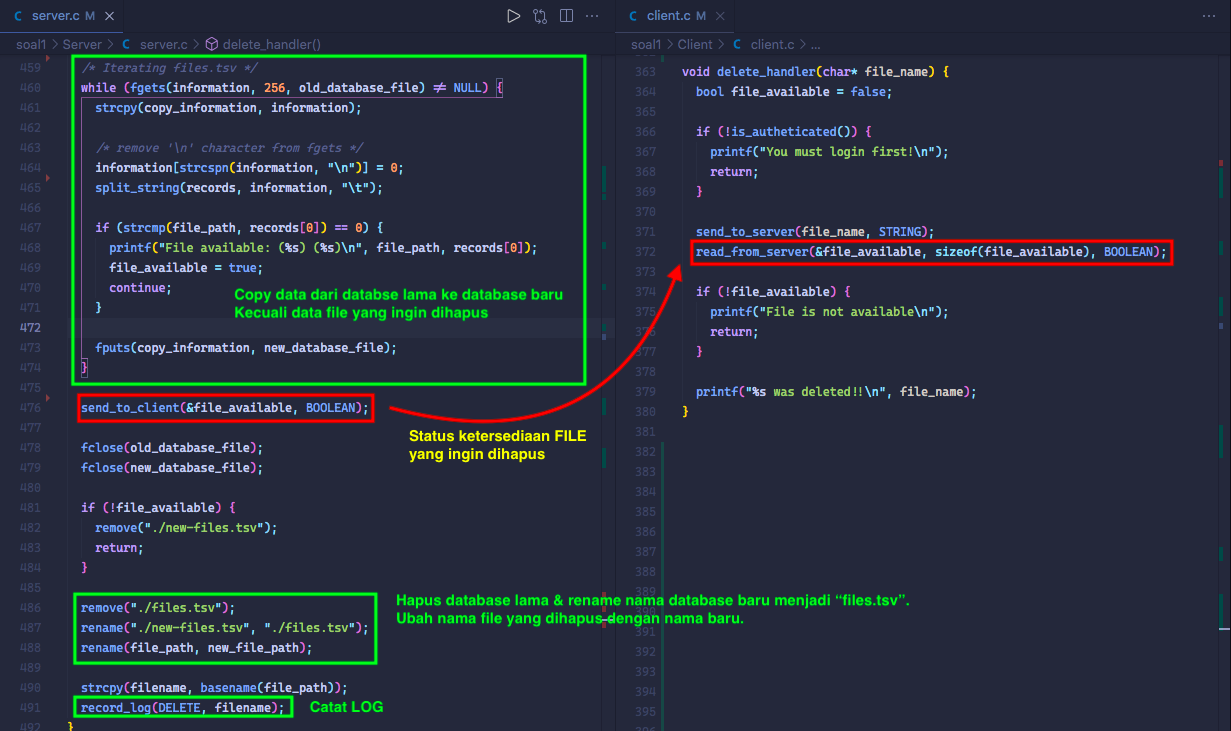 server.c M
soal1 > Server > C server.c > delete_handler()
459 /* Iterating files.tsv */
460 while (fgets(information, 256, old_database_file) ≠ NULL) {
461 strcpy(copy_information, information);
462
463 /* remove '\n' character from fgets */
464 information[strcspn(information, "\n")] = 0;
465 split_string(records, information, "\t");
466
467 if (strcmp(file_path, records[0]) == 0) {
468 printf("File available: (%s) (%s)\n", file_path, records[0]);
469 file_available = true;
470 continue;
Copy data dari databse lama ke database baru
471 }
Kecuali data file yang ingin dihapus
472
473 fputs(copy_information, new_database_file);
474 }
475
476 send_to_client(&file_available, BOOLEAN);
477
Status ketersediaan FILE
yang ingin dihapus
478 fclose(old_database_file);
479 fclose(new_database_file);
480
481 if (!file_available) {
482 remove("./new-files.tsv");
483 return;
484 }
485
486 remove("./files.tsv");
487 rename("./new-files.tsv", "./files.tsv");
488 rename(file_path, new_file_path);
Hapus database lama & rename nama database baru menjadi “files.tsv”.
Ubah nama file yang dihapus dengan nama baru.
489
490 strcpy(filename, basename(file_path));
491 record_log(DELETE, filename);
Catat LOG
492 }
C client.c M
soal1 > Client > C client.c > ...
363 void delete_handler(char* file_name) {
364 bool file_available = false;
365
366 if (!is_autheticated()) {
367 printf("You must login first!\n");
368 return;
369 }
370
371 send_to_server(file_name, STRING);
372 read_from_server(&file_available, sizeof(file_available), BOOLEAN);
373
374 if (!file_available) {
375 printf("File is not available\n");
376 return;
377 }
378
379 printf("%s was deleted!!\n", file_name);
380 }
381
382
383
384
385
386
387
388
389
391
392
393
394
395